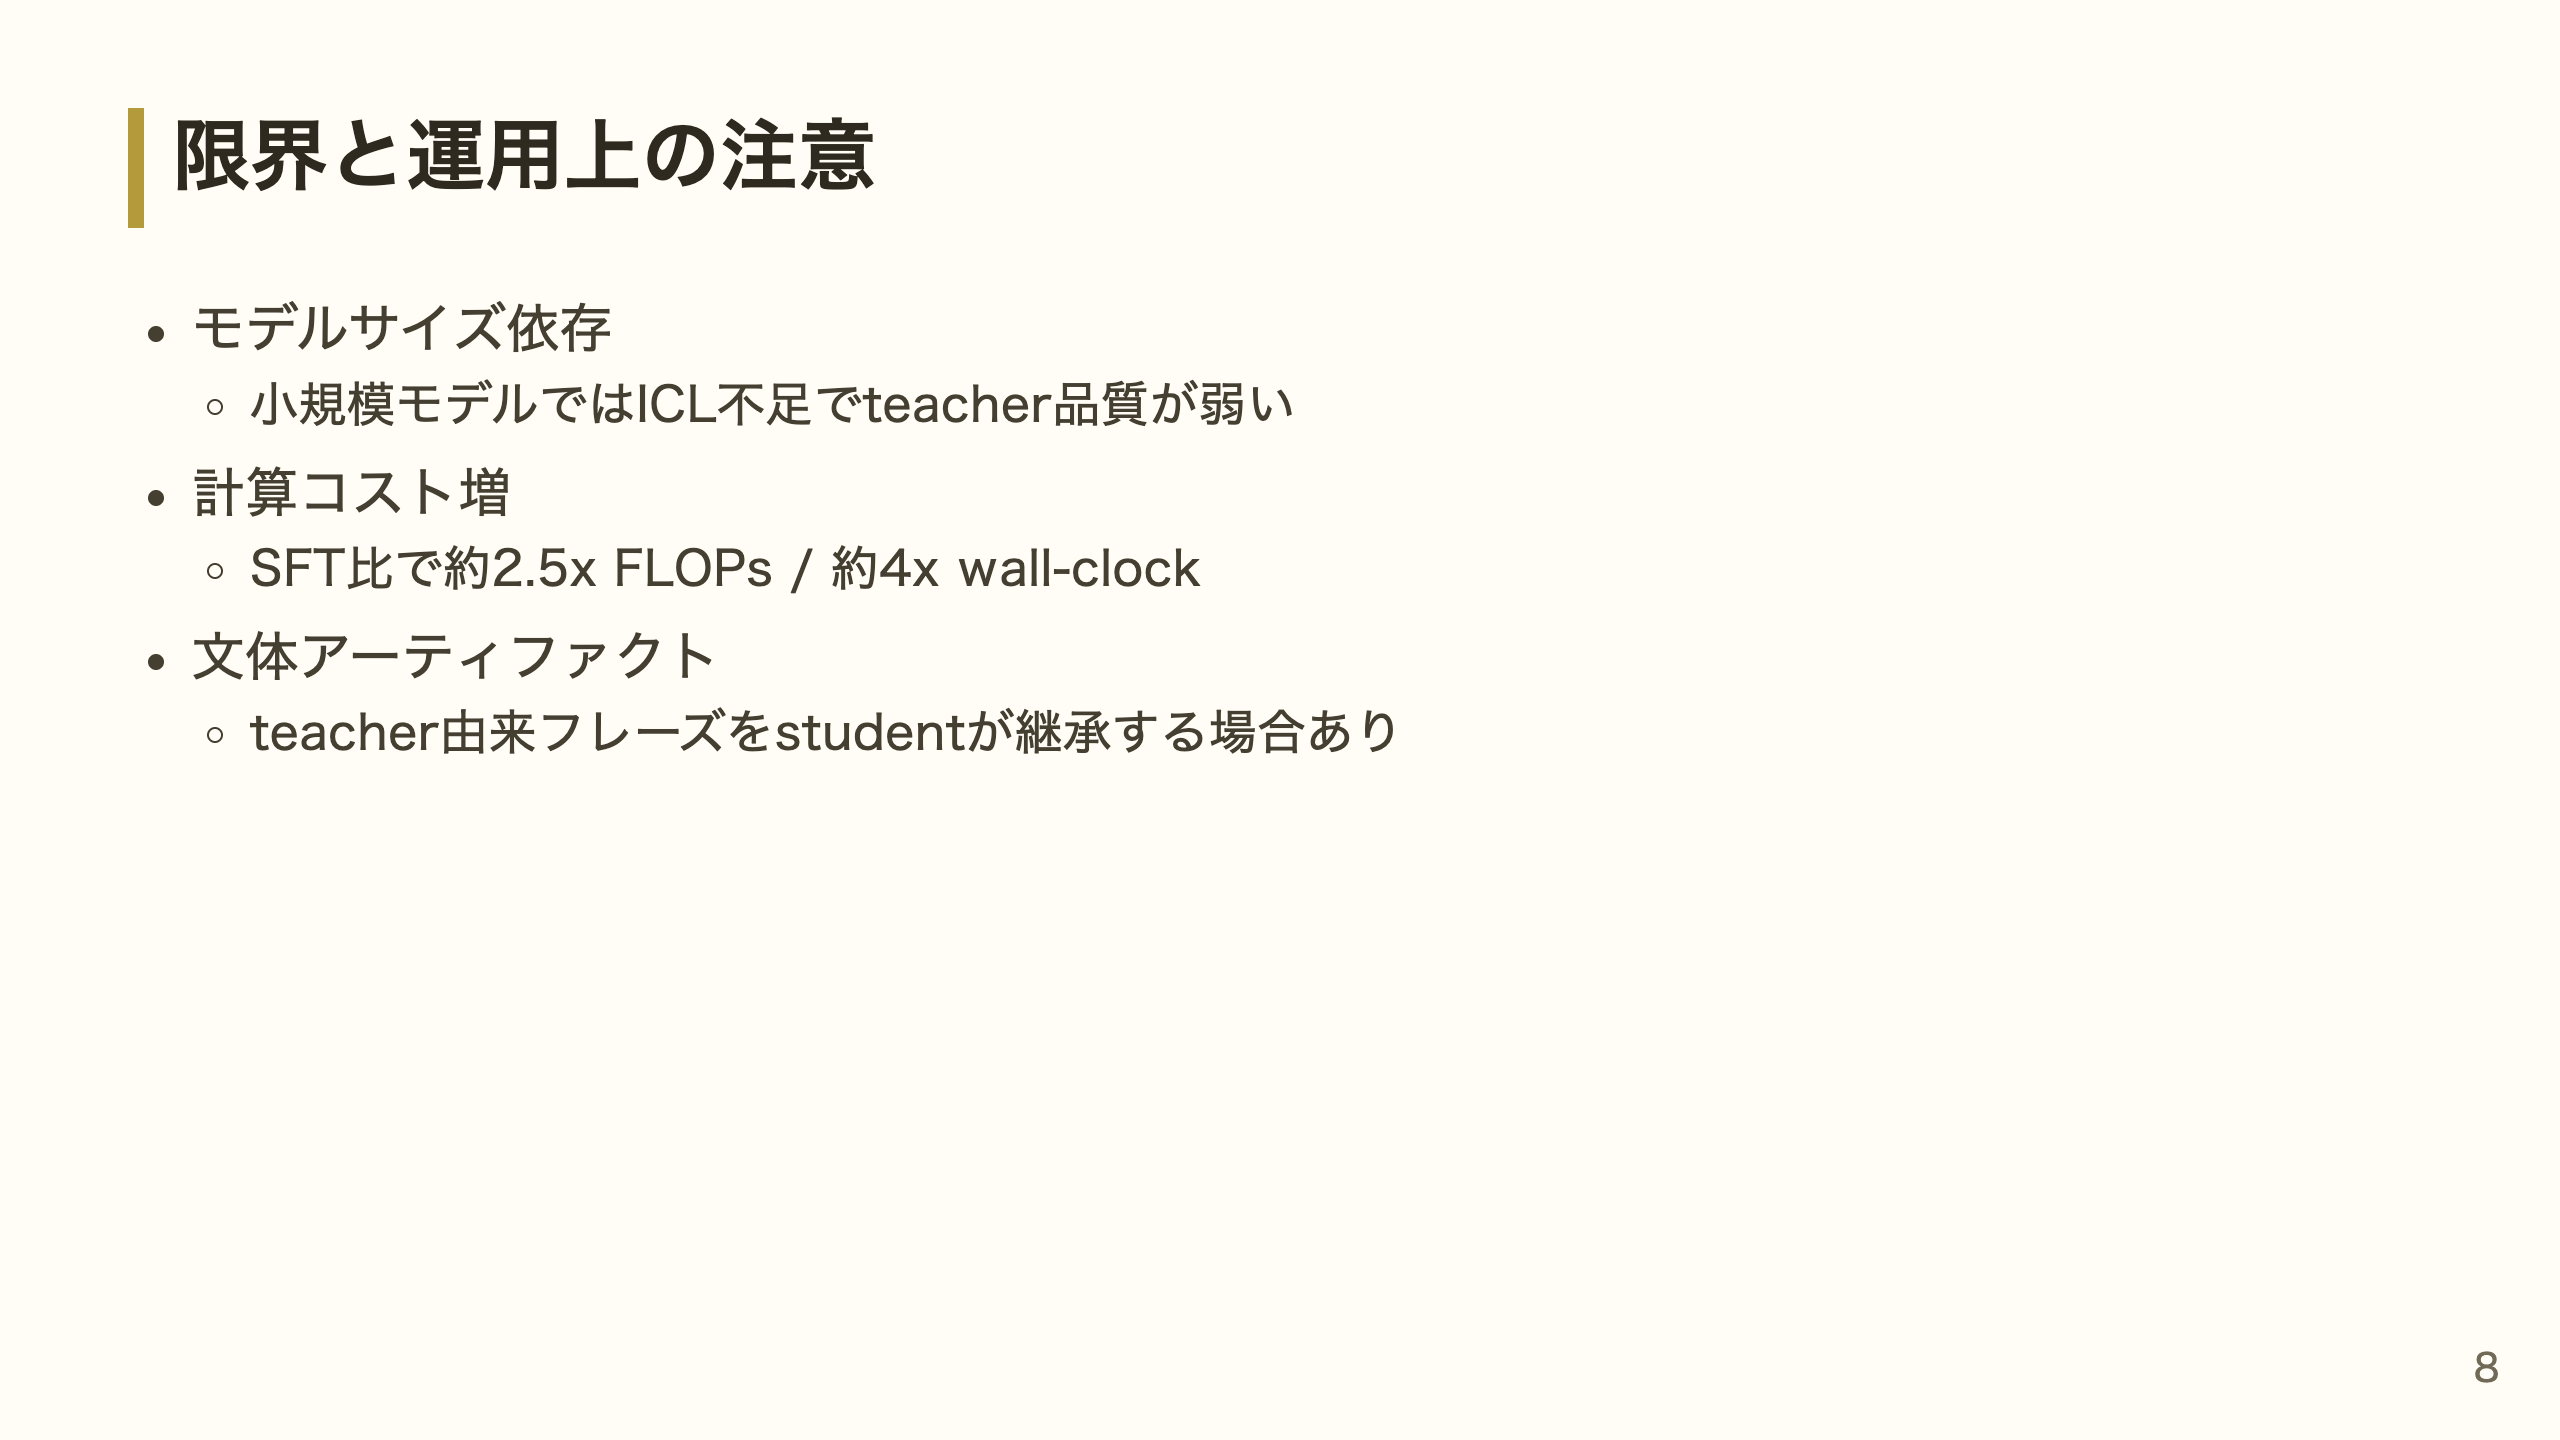 限界と運用上の注意
• モデルサイズ依存
◦ 小規模モデルではICL不足でteacher品質が弱い
• 計算コスト増
◦ SFT比で約2.5x FLOPs / 約4x wall-clock
• 文体アーティファクト
◦ teacher由来フレーズをstudentが継承する場合あり
8